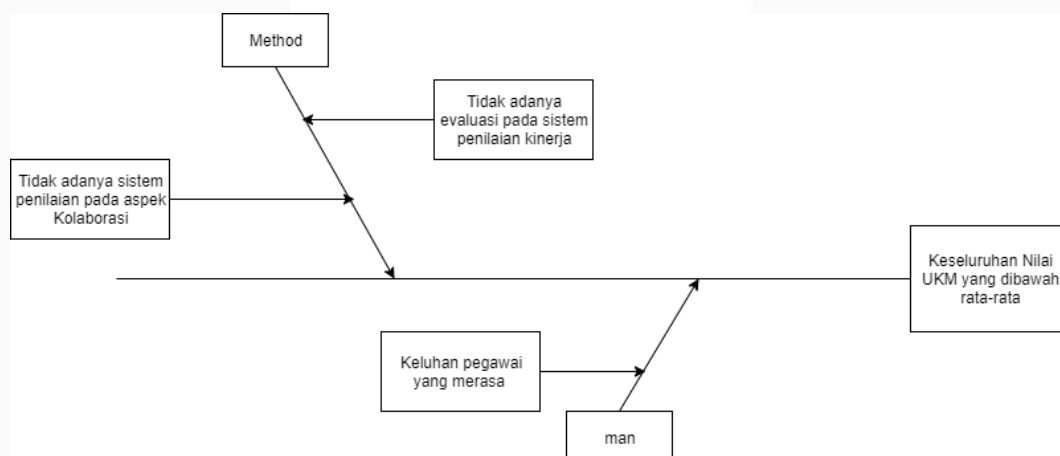 Method
Tidak adanya
evaluasi pada sistem
penilaian kinerja
Tidak adanya sistem
penilaian pada aspek
Kolaborasi
Keseluruhan Nilai
UKM yang dibawah
rata-rata
Keluhan pegawai
yang merasa
man